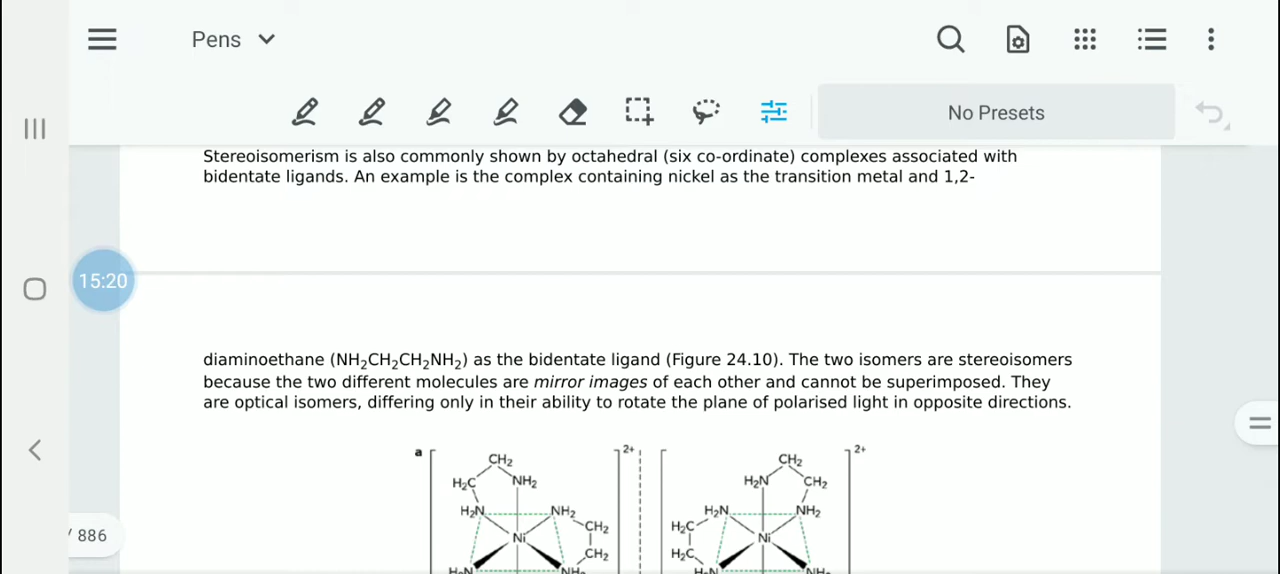 Pens
No Presets
Stereoisomerism is also commonly shown by octahedral (six co-ordinate) complexes associated with
bidentate ligands. An example is the complex containing nickel as the transition metal and 1,2-
15:20
diaminoethane (NH₂CH₂CH₂NH₂) as the bidentate ligand (Figure 24.10). The two isomers are stereoisomers
because the two different molecules are mirror images of each other and cannot be superimposed. They
are optical isomers, differing only in their ability to rotate the plane of polarised light in opposite directions.
a 2+ 2+
CH₂ CH₂
H₂C NH₂ H₂N CH₂
H₂N NH₂ H₂N NH₂
CH₂ H₂C
/ 886
Ni Ni
CH₂ H₂C
H₂N NH₂ H₂N NH₂